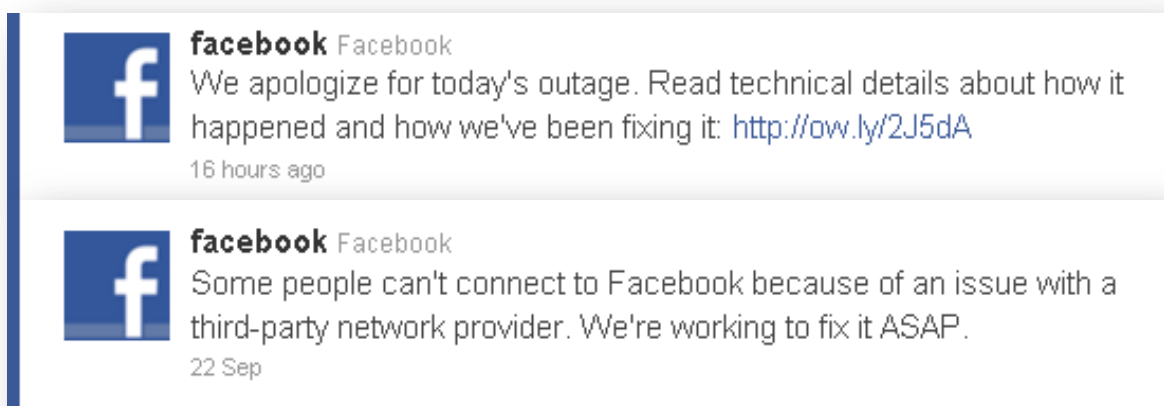 facebook Facebook
We apologize for today's outage. Read technical details about how it
happened and how we've been fixing it: http://ow.ly/2J5dA
16 hours ago
facebook Facebook
Some people can't connect to Facebook because of an issue with a
third-party network provider. We're working to fix it ASAP.
22 Sep